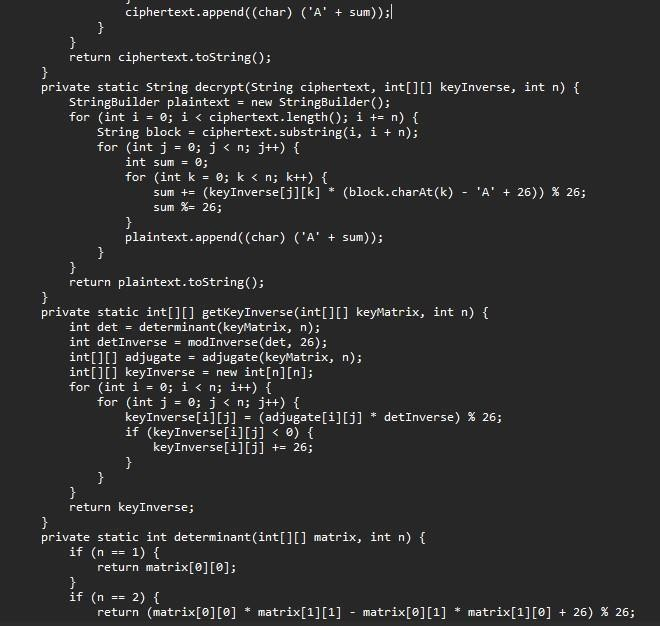 ciphertext.append((char) ('A' + sum));
}
}
return ciphertext.toString();
}
private static String decrypt(String ciphertext, int[][] keyInverse, int n) {
StringBuilder plaintext = new StringBuilder();
for (int i = 0; i < ciphertext.length(); i += n) {
String block = ciphertext.substring(i, i + n);
for (int j = 0; j < n; j++) {
int sum = 0;
for (int k = 0; k < n; k++) {
sum += (keyInverse[j][k] * (block.charAt(k) - 'A' + 26)) % 26;
sum %= 26;
}
plaintext.append((char) ('A' + sum));
}
}
return plaintext.toString();
}
private static int[][] getKeyInverse(int[][] keyMatrix, int n) {
int det = determinant(keyMatrix, n);
int detInverse = modInverse(det, 26);
int[][] adjugate = adjugate(keyMatrix, n);
int[][] keyInverse = new int[n][n];
for (int i = 0; i < n; i++) {
for (int j = 0; j < n; j++) {
keyInverse[i][j] = (adjugate[i][j] * detInverse) % 26;
if (keyInverse[i][j] < 0) {
keyInverse[i][j] += 26;
}
}
}
return keyInverse;
}
private static int determinant(int[][] matrix, int n) {
if (n == 1) {
return matrix[0][0];
}
if (n == 2) {
return (matrix[0][0] * matrix[1][1] - matrix[0][1] * matrix[1][0] + 26) % 26;